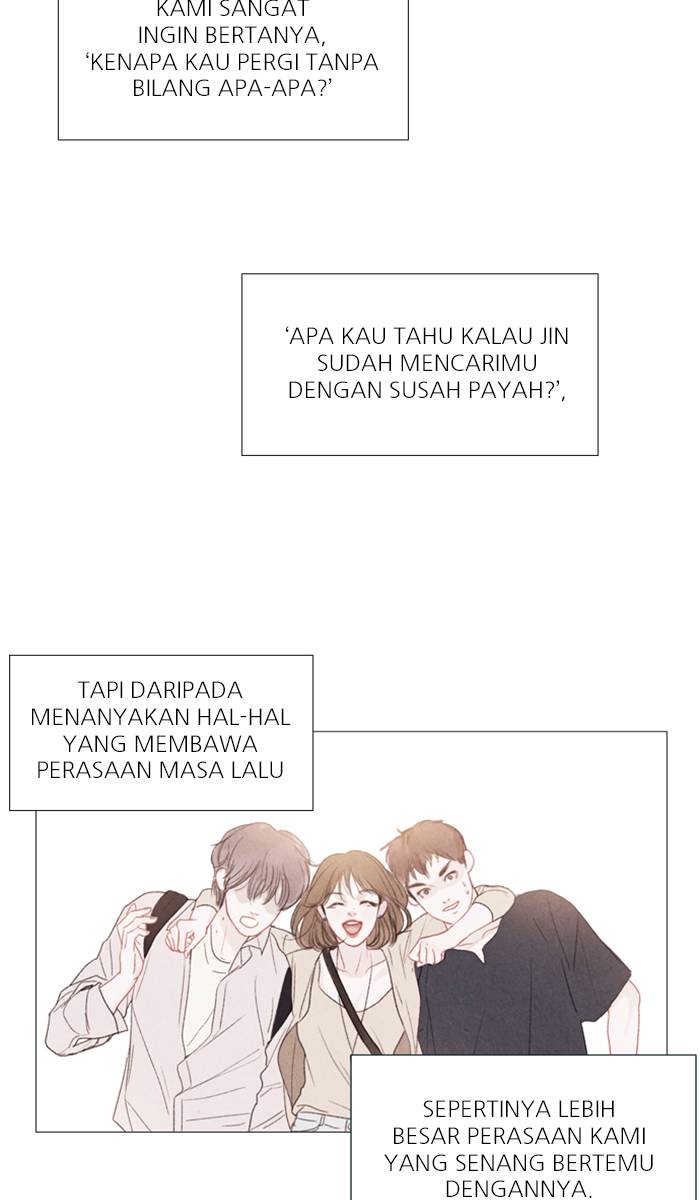 KAMI SANGAT
INGIN BERTANYA,
‘KENAPA KAU PERGI TANPA
BILANG APA-APA?’
‘APA KAU TAHU KALAU JIN
SUDAH MENCARIMU
DENGAN SUSAH PAYAH?’,
TAPI DARIPADA
MENANYAKAN HAL-HAL
YANG MEMBAWA
PERASAAN MASA LALU
SEPERTINYA LEBIH
BESAR PERASAAN KAMI
YANG SENANG BERTEMU
DENGANNYA.